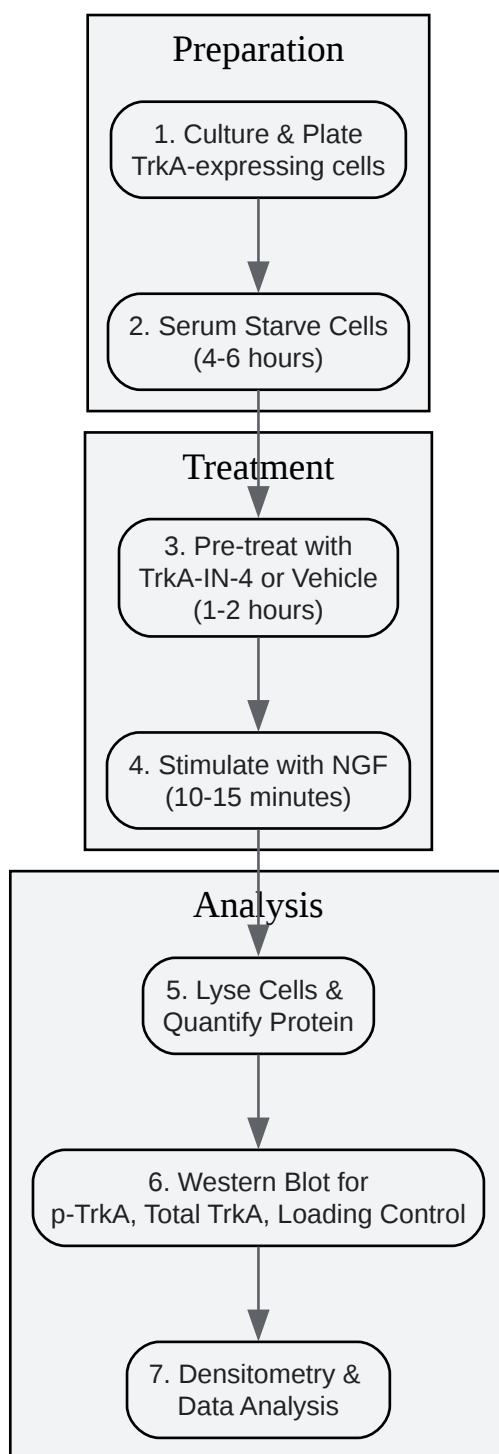 Preparation
1. Culture & Plate
TrkA-expressing cells
2. Serum Starve Cells
(4-6 hours)
Treatment
3. Pre-treat with
TrkA-IN-4 or Vehicle
(1-2 hours)
4. Stimulate with NGF
(10-15 minutes)
Analysis
5. Lyse Cells &
Quantify Protein
6. Western Blot for
p-TrkA, Total TrkA, Loading Control
7. Densitometry &
Data Analysis